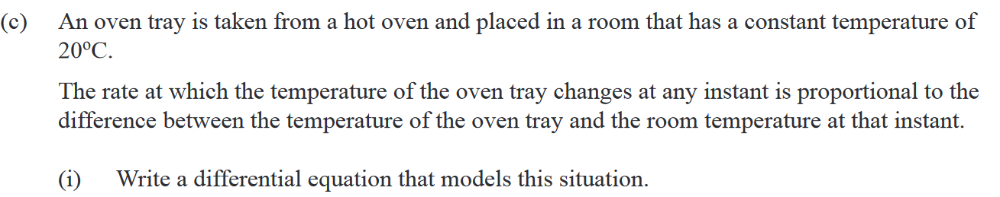 (c) An oven tray is taken from a hot oven and placed in a room that has a constant temperature of
20°C.
The rate at which the temperature of the oven tray changes at any instant is proportional to the
difference between the temperature of the oven tray and the room temperature at that instant.
(i) Write a differential equation that models this situation.